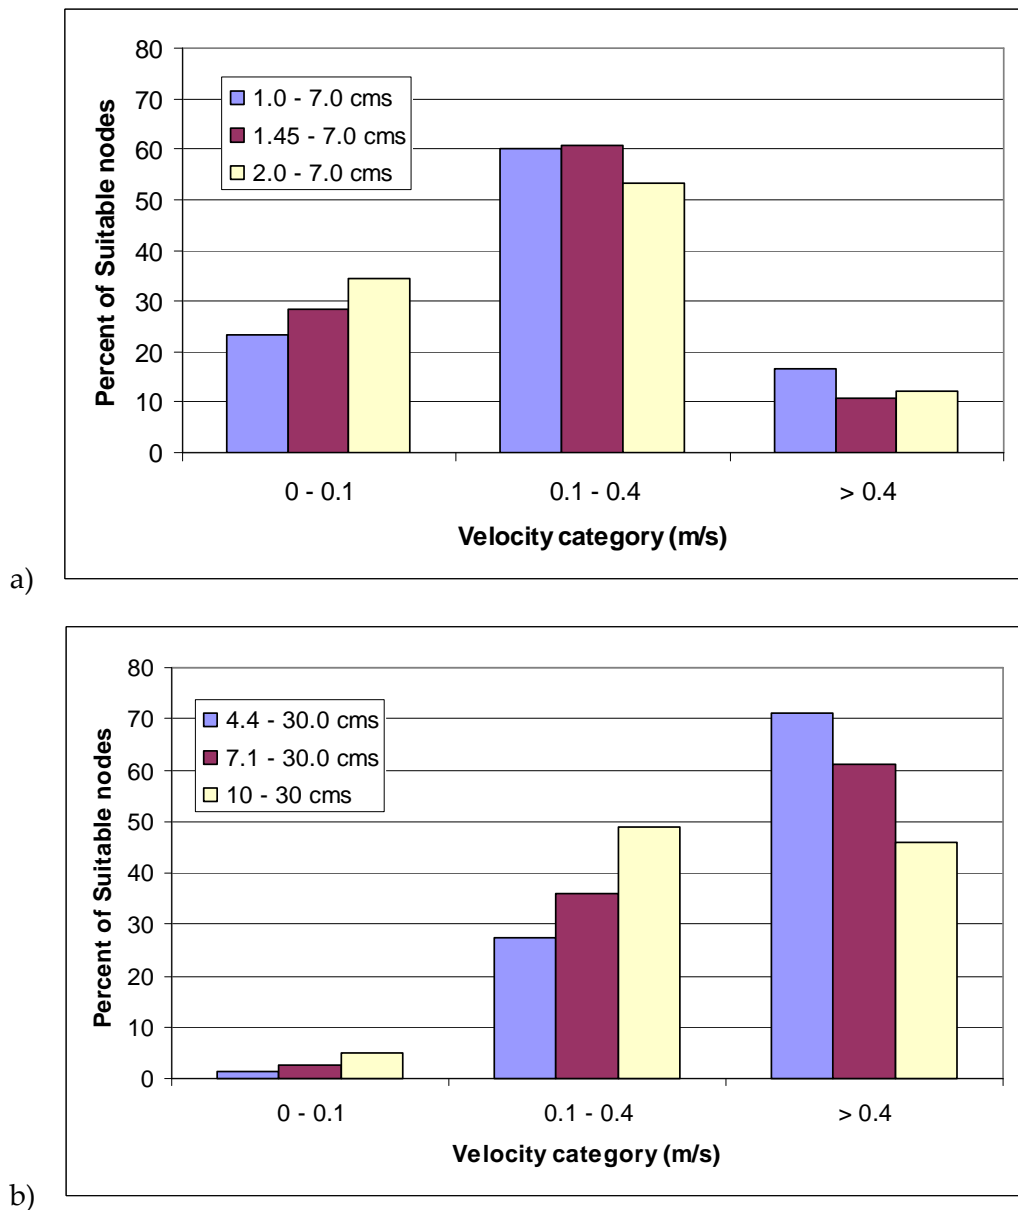 80
70
60
50
40
30
20
10
0
Percent of Suitable nodes
1.0 - 7.0 cms
1.45 - 7.0 cms
2.0 - 7.0 cms
0 - 0.1 0.1 - 0.4 > 0.4
Velocity category (m/s)
a)
80
70
60
50
40
30
20
10
0
Percent of Suitable nodes
4.4 - 30.0 cms
7.1 - 30.0 cms
10 - 30 cms
0 - 0.1 0.1 - 0.4 > 0.4
Velocity category (m/s)
b)